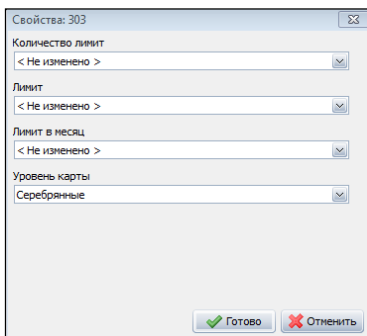 Свойства: 303
Количество лимит
< Не изменено >
Лимит
< Не изменено >
Лимит в месяц
< Не изменено >
Уровень карты
Серебрянные
Готово
Отменить